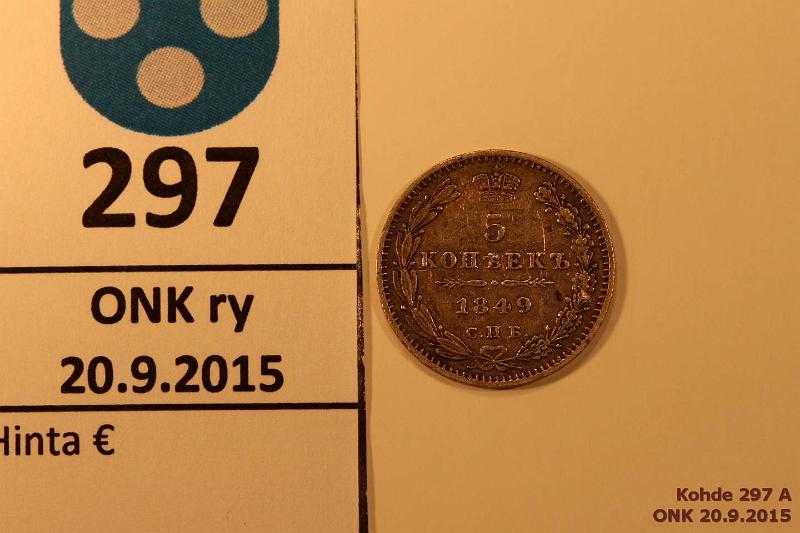 297
ONK ry
20.9.2015
Hinta €
5
КОПѢЕКЪ
1849
С.П.Б.
Kohde 297 A
ONK 20.9.2015